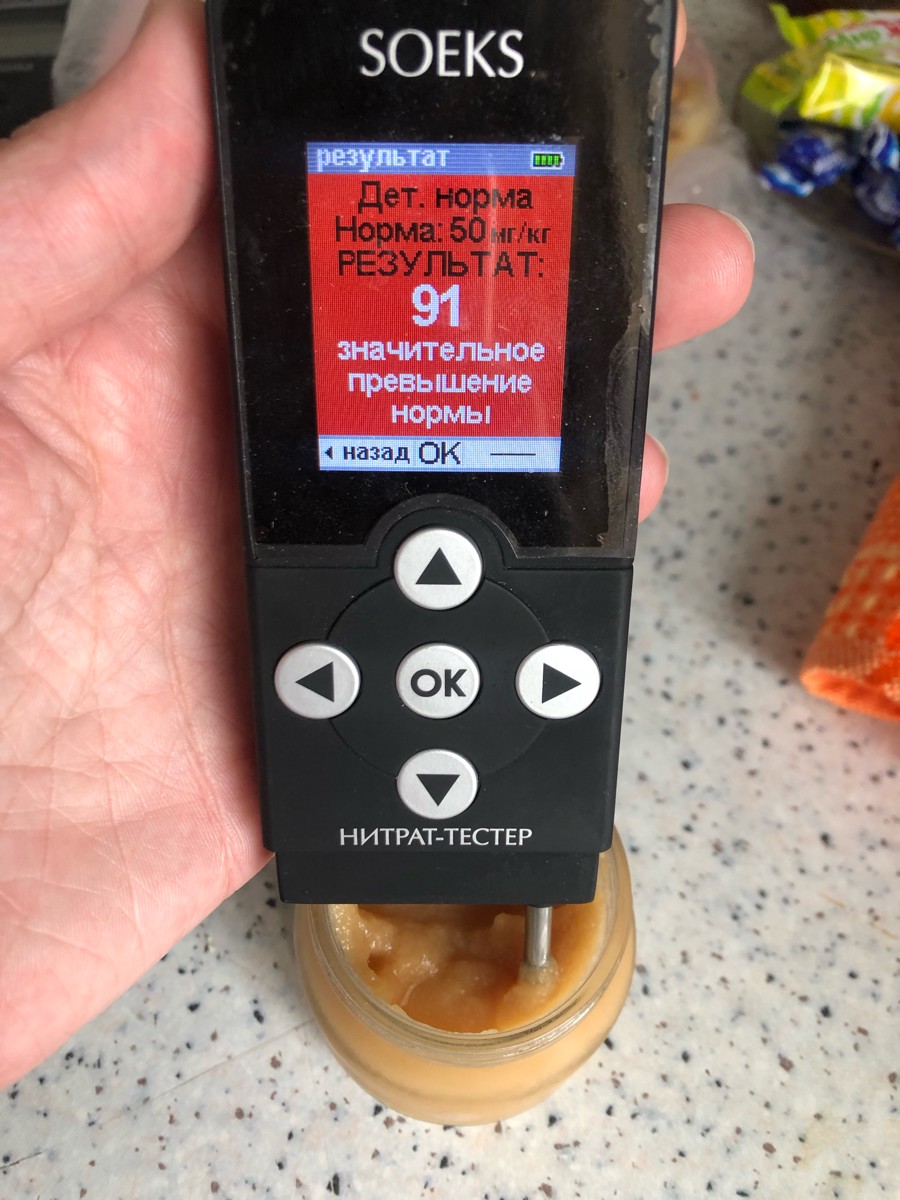 SOEKS
результат
Дет. норма
Норма: 50 мг/кг
РЕЗУЛЬТАТ:
91
значительное
превышение
нормы
назад OK
OK
НИТРАТ-ТЕСТЕР